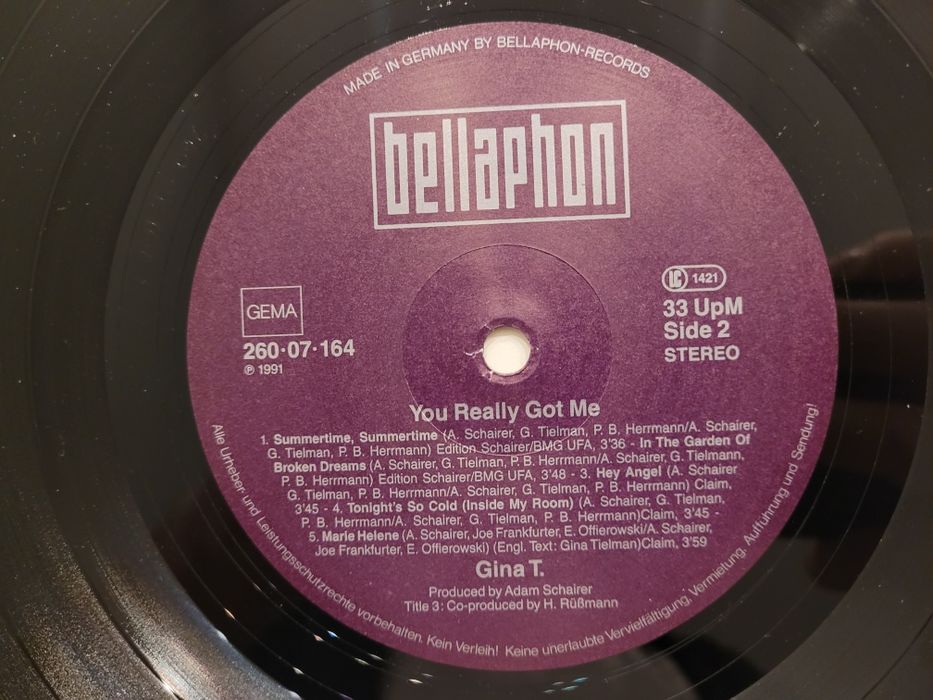 MADE IN GERMANY BY BELLAPHON-RECORDS
bellaphon
LC 1421
GEMA
33 UpM
Side 2
260·07·164
STEREO
℗ 1991
You Really Got Me
1. Summertime, Summertime (A. Schairer, G. Tielman, P. B. Herrmann/A. Schairer,
G. Tielman, P. B. Herrmann) Edition Schairer/BMG UFA, 3'36 - In The Garden Of
Broken Dreams (A. Schairer, G. Tielman, P. B. Herrmann/A. Schairer, G. Tielmann,
P. B. Herrmann) Edition Schairer/BMG UFA, 3'48 - 3. Hey Angel (A. Schairer
G. Tielman, P. B. Herrmann/A. Schairer, G. Tielman, P. B. Herrmann) Claim,
3'45 - 4. Tonight's So Cold (Inside My Room) (A. Schairer, G. Tielman,
P. B. Herrmann/A. Schairer, G. Tielman, P. B. Herrmann)Claim, 3'45 -
5. Marie Helene (A. Schairer, Joe Frankfurter, E. Offierowski/A. Schairer,
Joe Frankfurter, E. Offierowski) (Engl. Text: Gina Tielman)Claim, 3'59
Gina T.
Produced by Adam Schairer
Title 3: Co-produced by H. Rüßmann
Alle Urheber und Leistungsschutzrechte vorbehalten. Kein Verleih! Keine unerlaubte Vervielfältigung, Vermietung, Aufführung und Sendung!